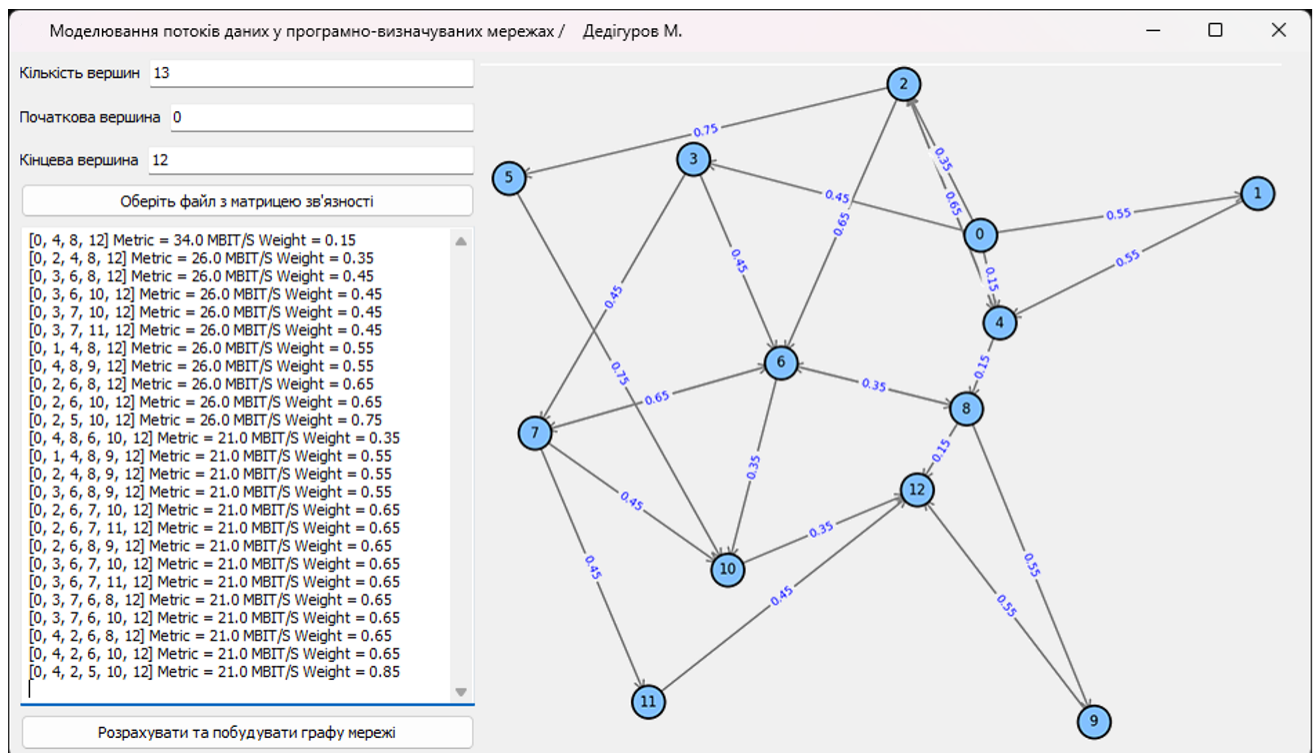 Моделювання потоків даних у програмно-визначуваних мережах / Дедігуров М.
Кількість вершин 13
Початкова вершина 0
Кінцева вершина 12
Оберіть файл з матрицею зв'язності
[0, 4, 8, 12] Metric = 34.0 MBIT/S Weight = 0.15
[0, 2, 4, 8, 12] Metric = 26.0 MBIT/S Weight = 0.35
[0, 3, 6, 8, 12] Metric = 26.0 MBIT/S Weight = 0.45
[0, 3, 6, 10, 12] Metric = 26.0 MBIT/S Weight = 0.45
[0, 3, 7, 10, 12] Metric = 26.0 MBIT/S Weight = 0.45
[0, 3, 7, 11, 12] Metric = 26.0 MBIT/S Weight = 0.45
[0, 1, 4, 8, 12] Metric = 26.0 MBIT/S Weight = 0.55
[0, 4, 8, 9, 12] Metric = 26.0 MBIT/S Weight = 0.55
[0, 2, 6, 8, 12] Metric = 26.0 MBIT/S Weight = 0.65
[0, 2, 6, 10, 12] Metric = 26.0 MBIT/S Weight = 0.65
[0, 2, 5, 10, 12] Metric = 26.0 MBIT/S Weight = 0.75
[0, 4, 8, 6, 10, 12] Metric = 21.0 MBIT/S Weight = 0.35
[0, 1, 4, 8, 9, 12] Metric = 21.0 MBIT/S Weight = 0.55
[0, 2, 4, 8, 9, 12] Metric = 21.0 MBIT/S Weight = 0.55
[0, 3, 6, 8, 9, 12] Metric = 21.0 MBIT/S Weight = 0.55
[0, 2, 6, 7, 10, 12] Metric = 21.0 MBIT/S Weight = 0.65
[0, 2, 6, 7, 11, 12] Metric = 21.0 MBIT/S Weight = 0.65
[0, 2, 6, 8, 9, 12] Metric = 21.0 MBIT/S Weight = 0.65
[0, 3, 6, 7, 10, 12] Metric = 21.0 MBIT/S Weight = 0.65
[0, 3, 6, 7, 11, 12] Metric = 21.0 MBIT/S Weight = 0.65
[0, 3, 7, 6, 8, 12] Metric = 21.0 MBIT/S Weight = 0.65
[0, 3, 7, 6, 10, 12] Metric = 21.0 MBIT/S Weight = 0.65
[0, 4, 2, 6, 8, 12] Metric = 21.0 MBIT/S Weight = 0.65
[0, 4, 2, 6, 10, 12] Metric = 21.0 MBIT/S Weight = 0.65
[0, 4, 2, 5, 10, 12] Metric = 21.0 MBIT/S Weight = 0.85
Розрахувати та побудувати графу мережі
2
0.75
3
0.35
5
0.45
1
0.65
0.55
0.65
0
0.45
0.55
0.15
0.45
4
6
0.15
0.75
0.35
0.65
8
7
0.15
0.35
12
0.45
0.35
10
0.45
0.55
0.45
0.55
11
9